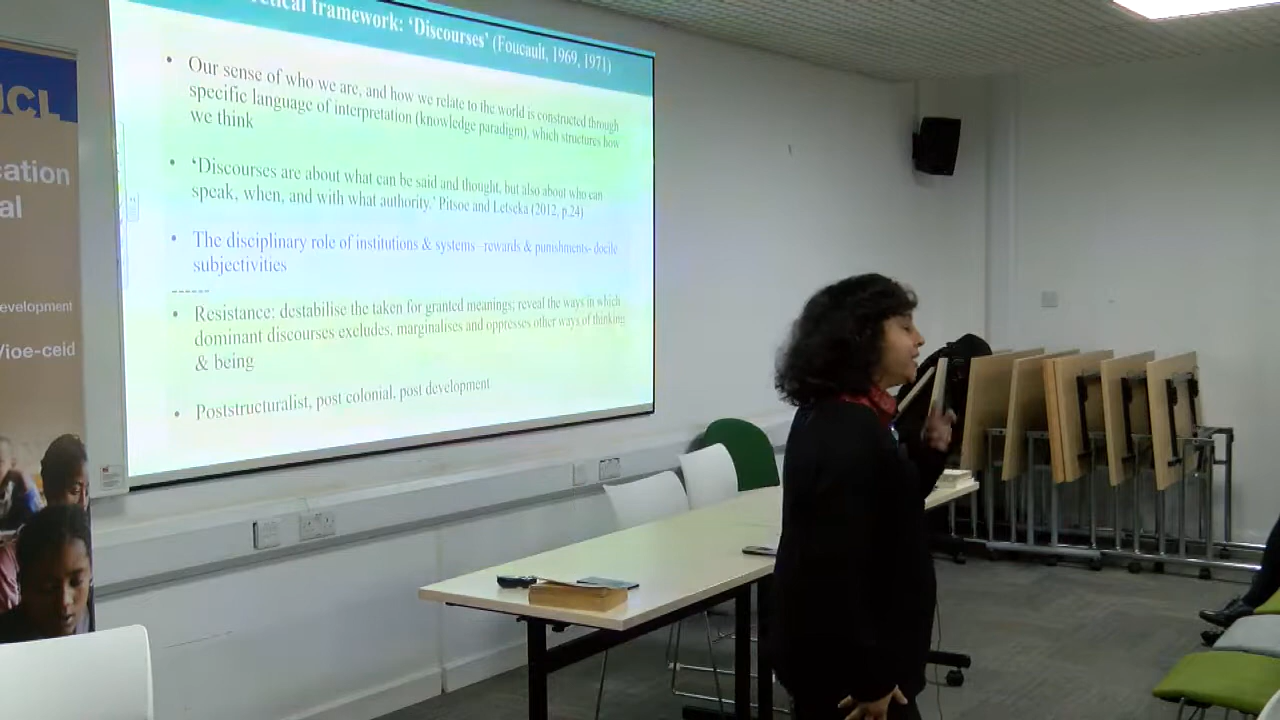 framework: ‘Discourses’ (Foucault, 1969, 1971)
• Our sense of who we are, and how we relate to the world is constructed through
specific language of interpretation (knowledge paradigm), which structures how
we think
• ‘Discourses are about what can be said and thought, but also about who can
speak, when, and with what authority.’ Pitsoe and Letseka (2012, p.24)
• The disciplinary role of institutions & systems –rewards & punishments- docile
subjectivities
------
• Resistance: destabilise the taken for granted meanings; reveal the ways in which
dominant discourses excludes, marginalises and oppresses other ways of thinking
& being
• Poststructuralist, post colonial, post development
CL
cation
al
evelopment
/ioe-ceid